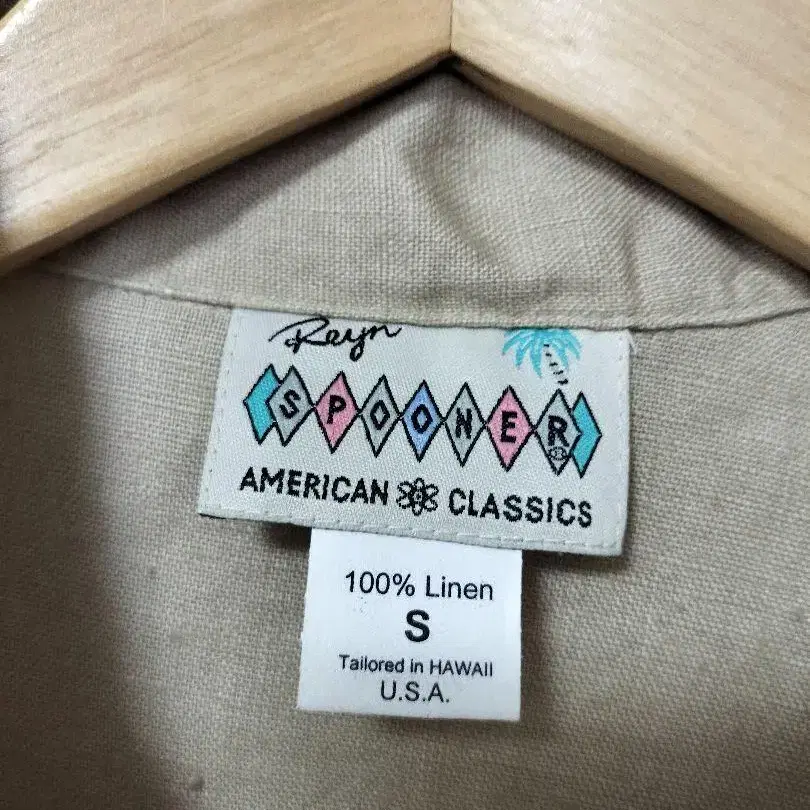 Reyn
SPOONER
AMERICAN CLASSICS
100% Linen
S
Tailored in HAWAII
U.S.A.